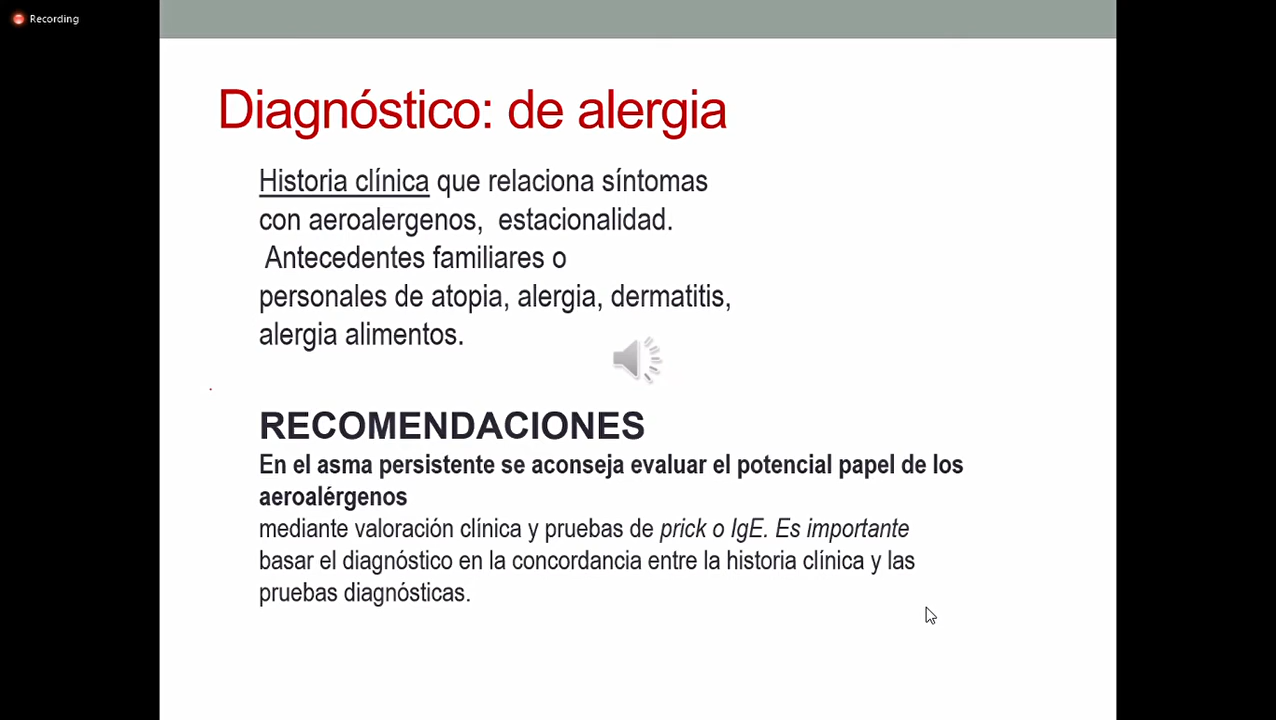 Recording
Diagnóstico: de alergia
Historia clínica que relaciona síntomas
con aeroalergenos, estacionalidad.
Antecedentes familiares o
personales de atopia, alergia, dermatitis,
alergia alimentos.
.
RECOMENDACIONES
En el asma persistente se aconseja evaluar el potencial papel de los
aeroalérgenos
mediante valoración clínica y pruebas de prick o IgE. Es importante
basar el diagnóstico en la concordancia entre la historia clínica y las
pruebas diagnósticas.